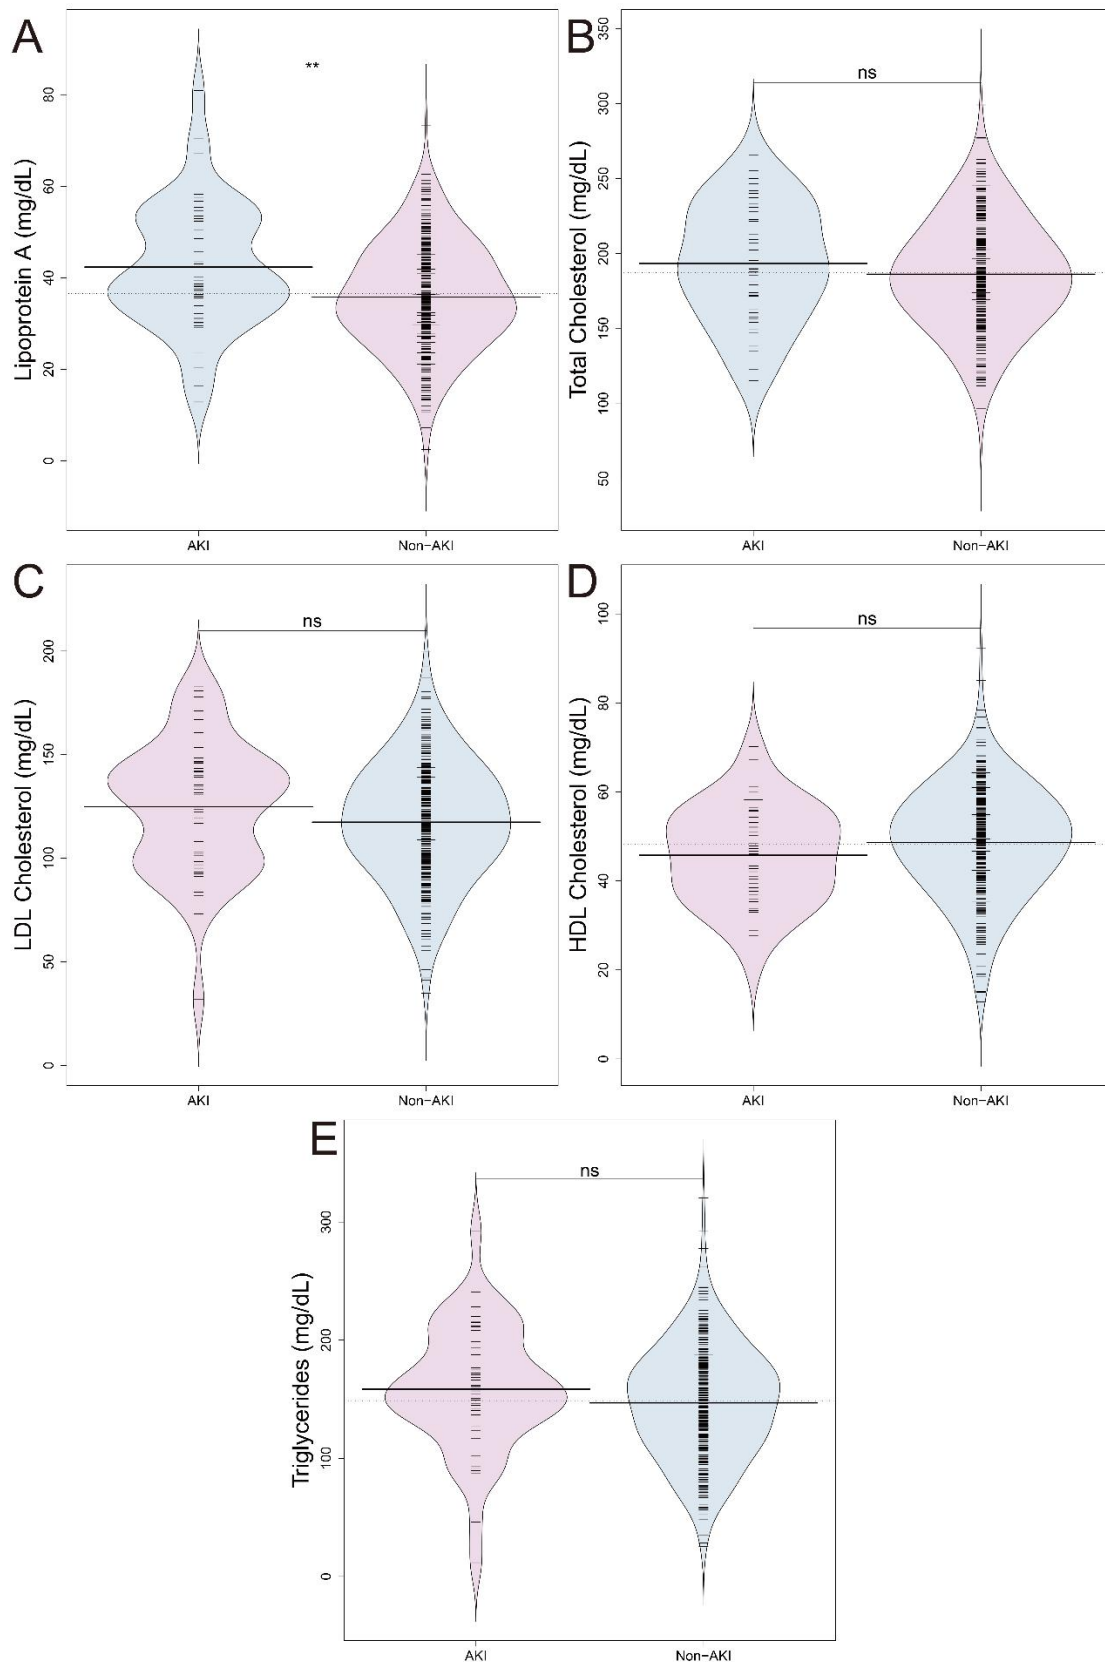 A
**
Lipoprotein A (mg/dL)
80
60
40
20
0
AKI
Non-AKI
B
ns
Total Cholesterol (mg/dL)
350
300
250
200
150
100
50
AKI
Non-AKI
C
ns
LDL Cholesterol (mg/dL)
200
150
100
50
0
AKI
Non-AKI
D
ns
HDL Cholesterol (mg/dL)
100
80
60
40
20
0
AKI
Non-AKI
E
ns
Triglycerides (mg/dL)
300
200
100
0
AKI
Non-AKI